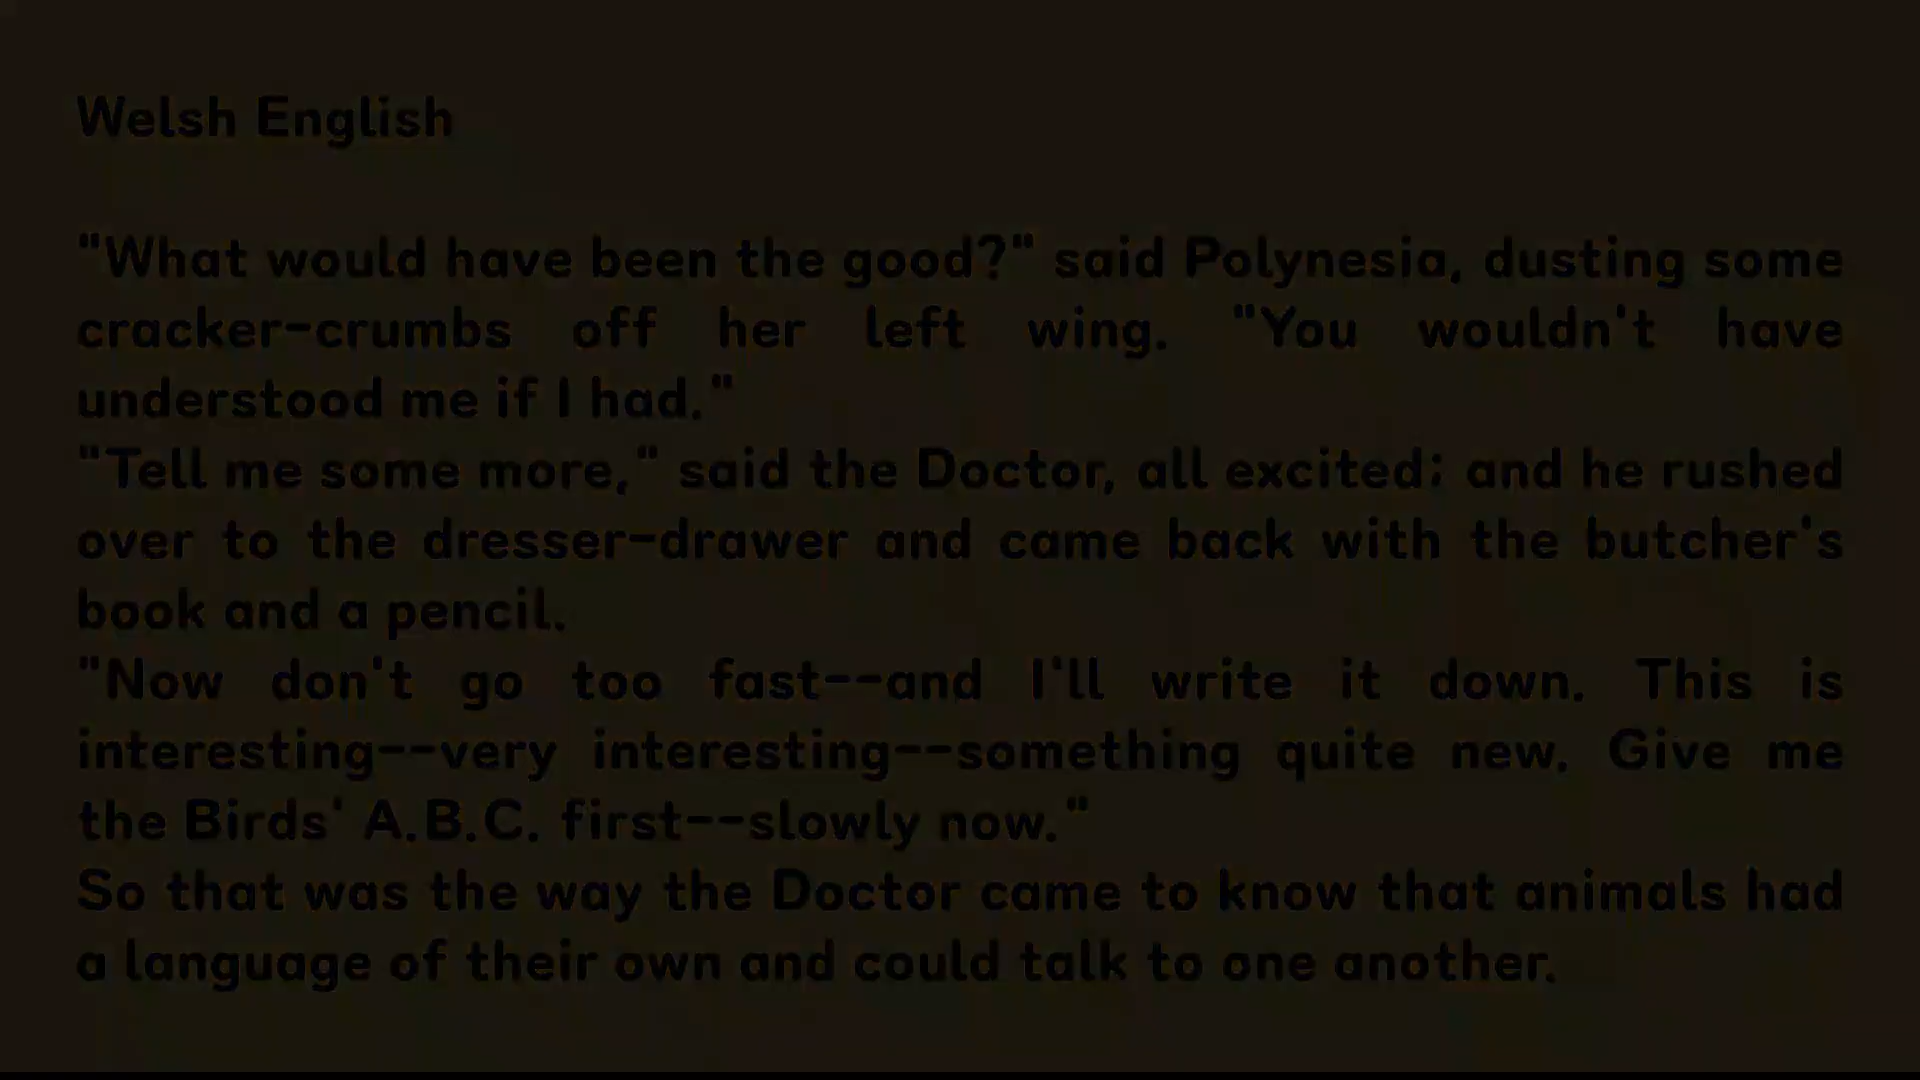 Welsh English
"What would have been the good?" said Polynesia, dusting some
cracker-crumbs off her left wing. "You wouldn't have
understood me if I had."
"Tell me some more," said the Doctor, all excited; and he rushed
over to the dresser-drawer and came back with the butcher's
book and a pencil.
"Now don't go too fast--and I'll write it down. This is
interesting--very interesting--something quite new. Give me
the Birds' A.B.C. first--slowly now."
So that was the way the Doctor came to know that animals had
a language of their own and could talk to one another.